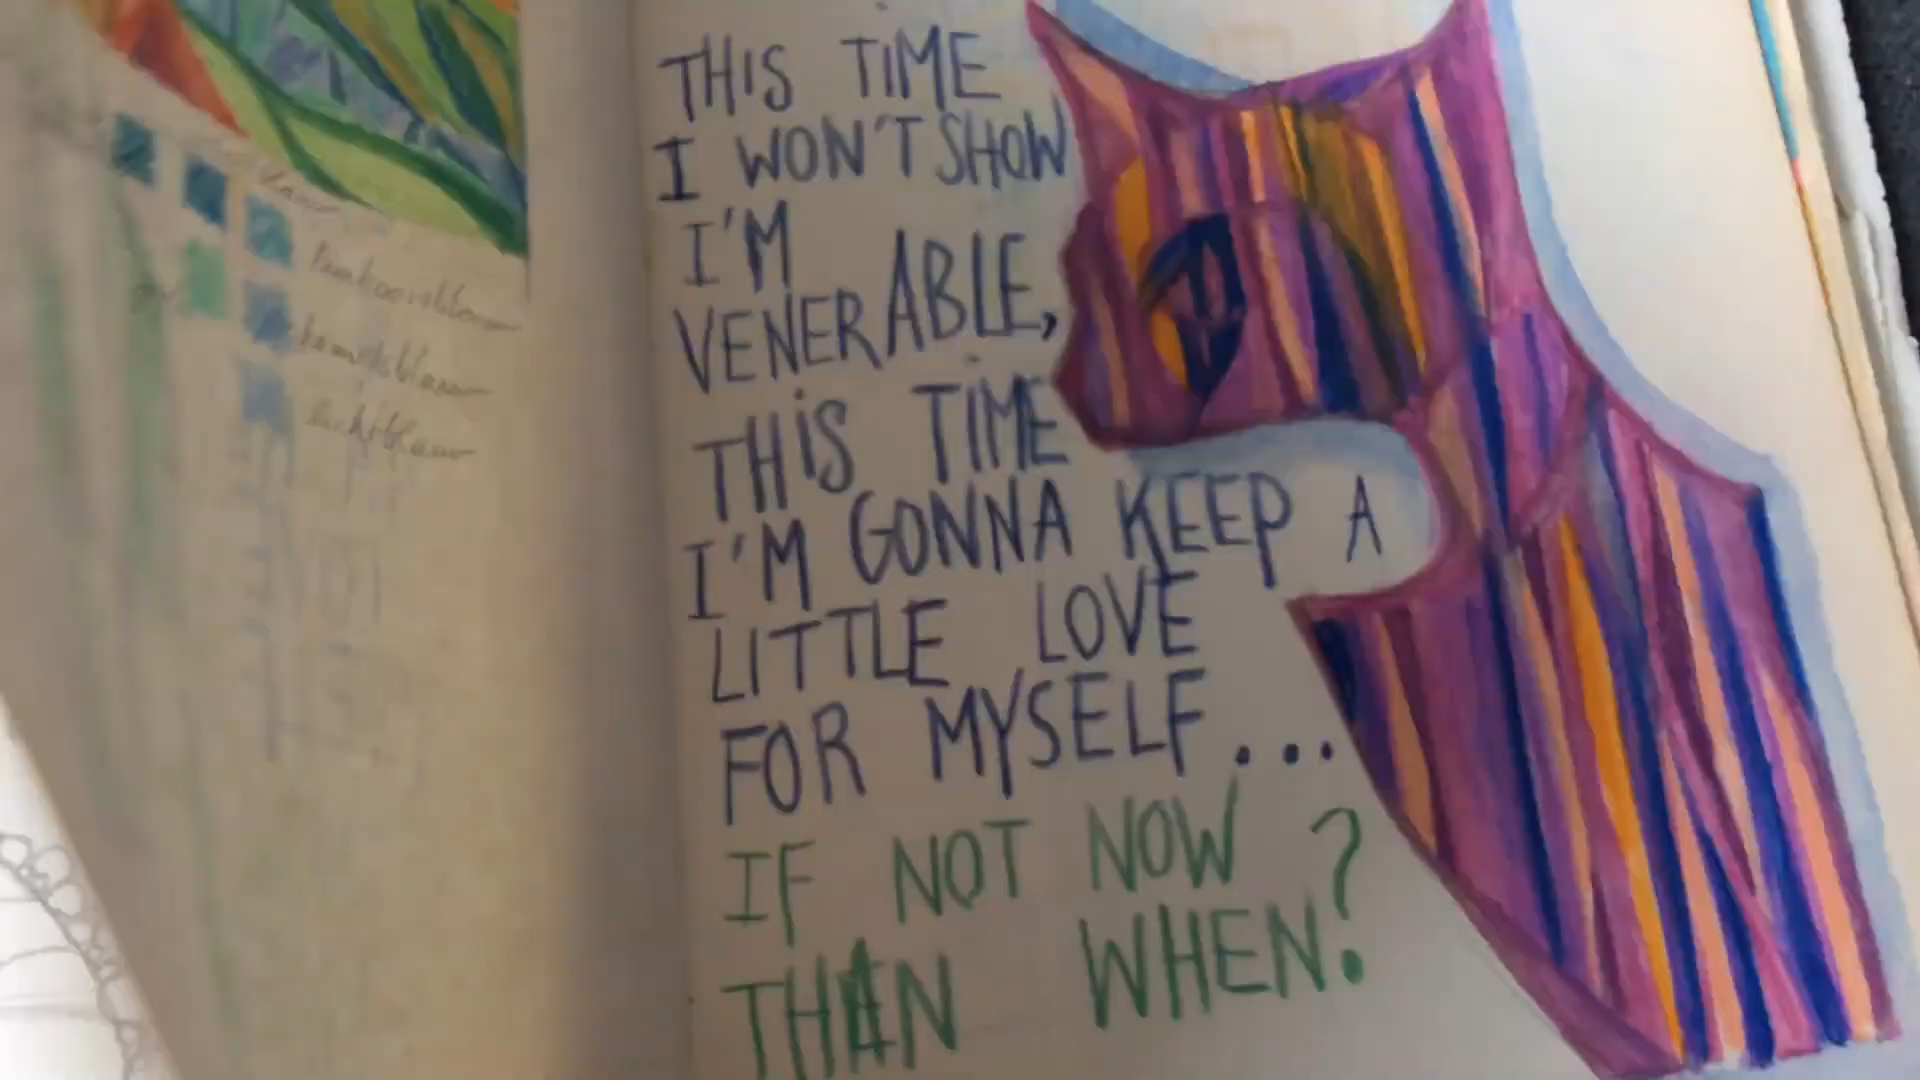 THIS TIME
I WON'T SHOW
I'M
VENERABLE,
THIS TIME
I'M GONNA KEEP A
LITTLE LOVE
FOR MYSELF...
IF NOT NOW
THAN WHEN?